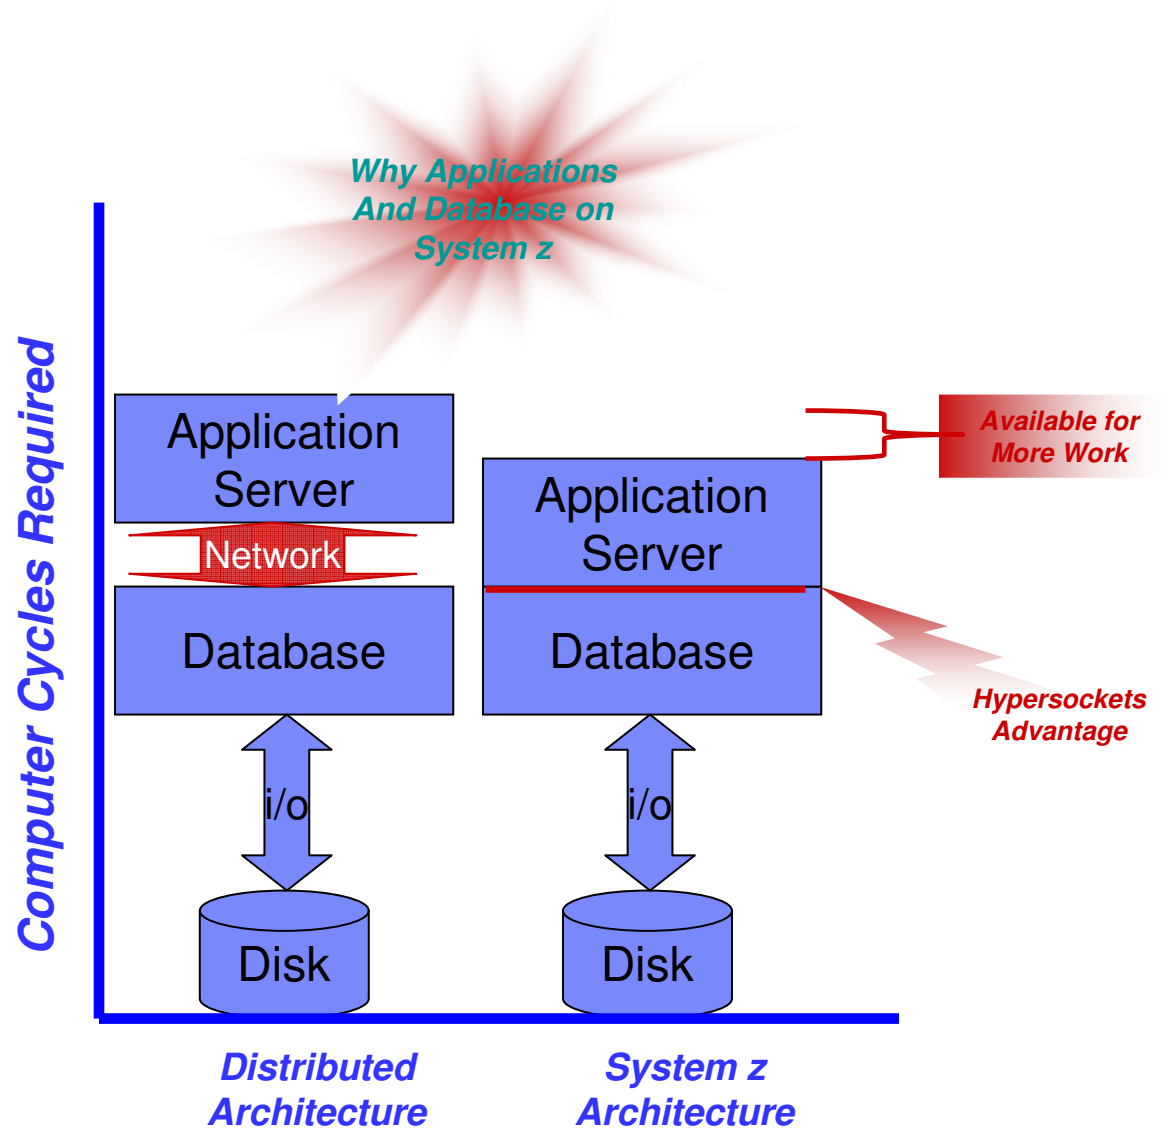 Why Applications
And Database on
System z
Computer Cycles Required
Application
Server
Network
Database
i/o
Disk
Distributed
Architecture
Application
Server
Database
i/o
Disk
System z
Architecture
Available for
More Work
Hypersockets
Advantage